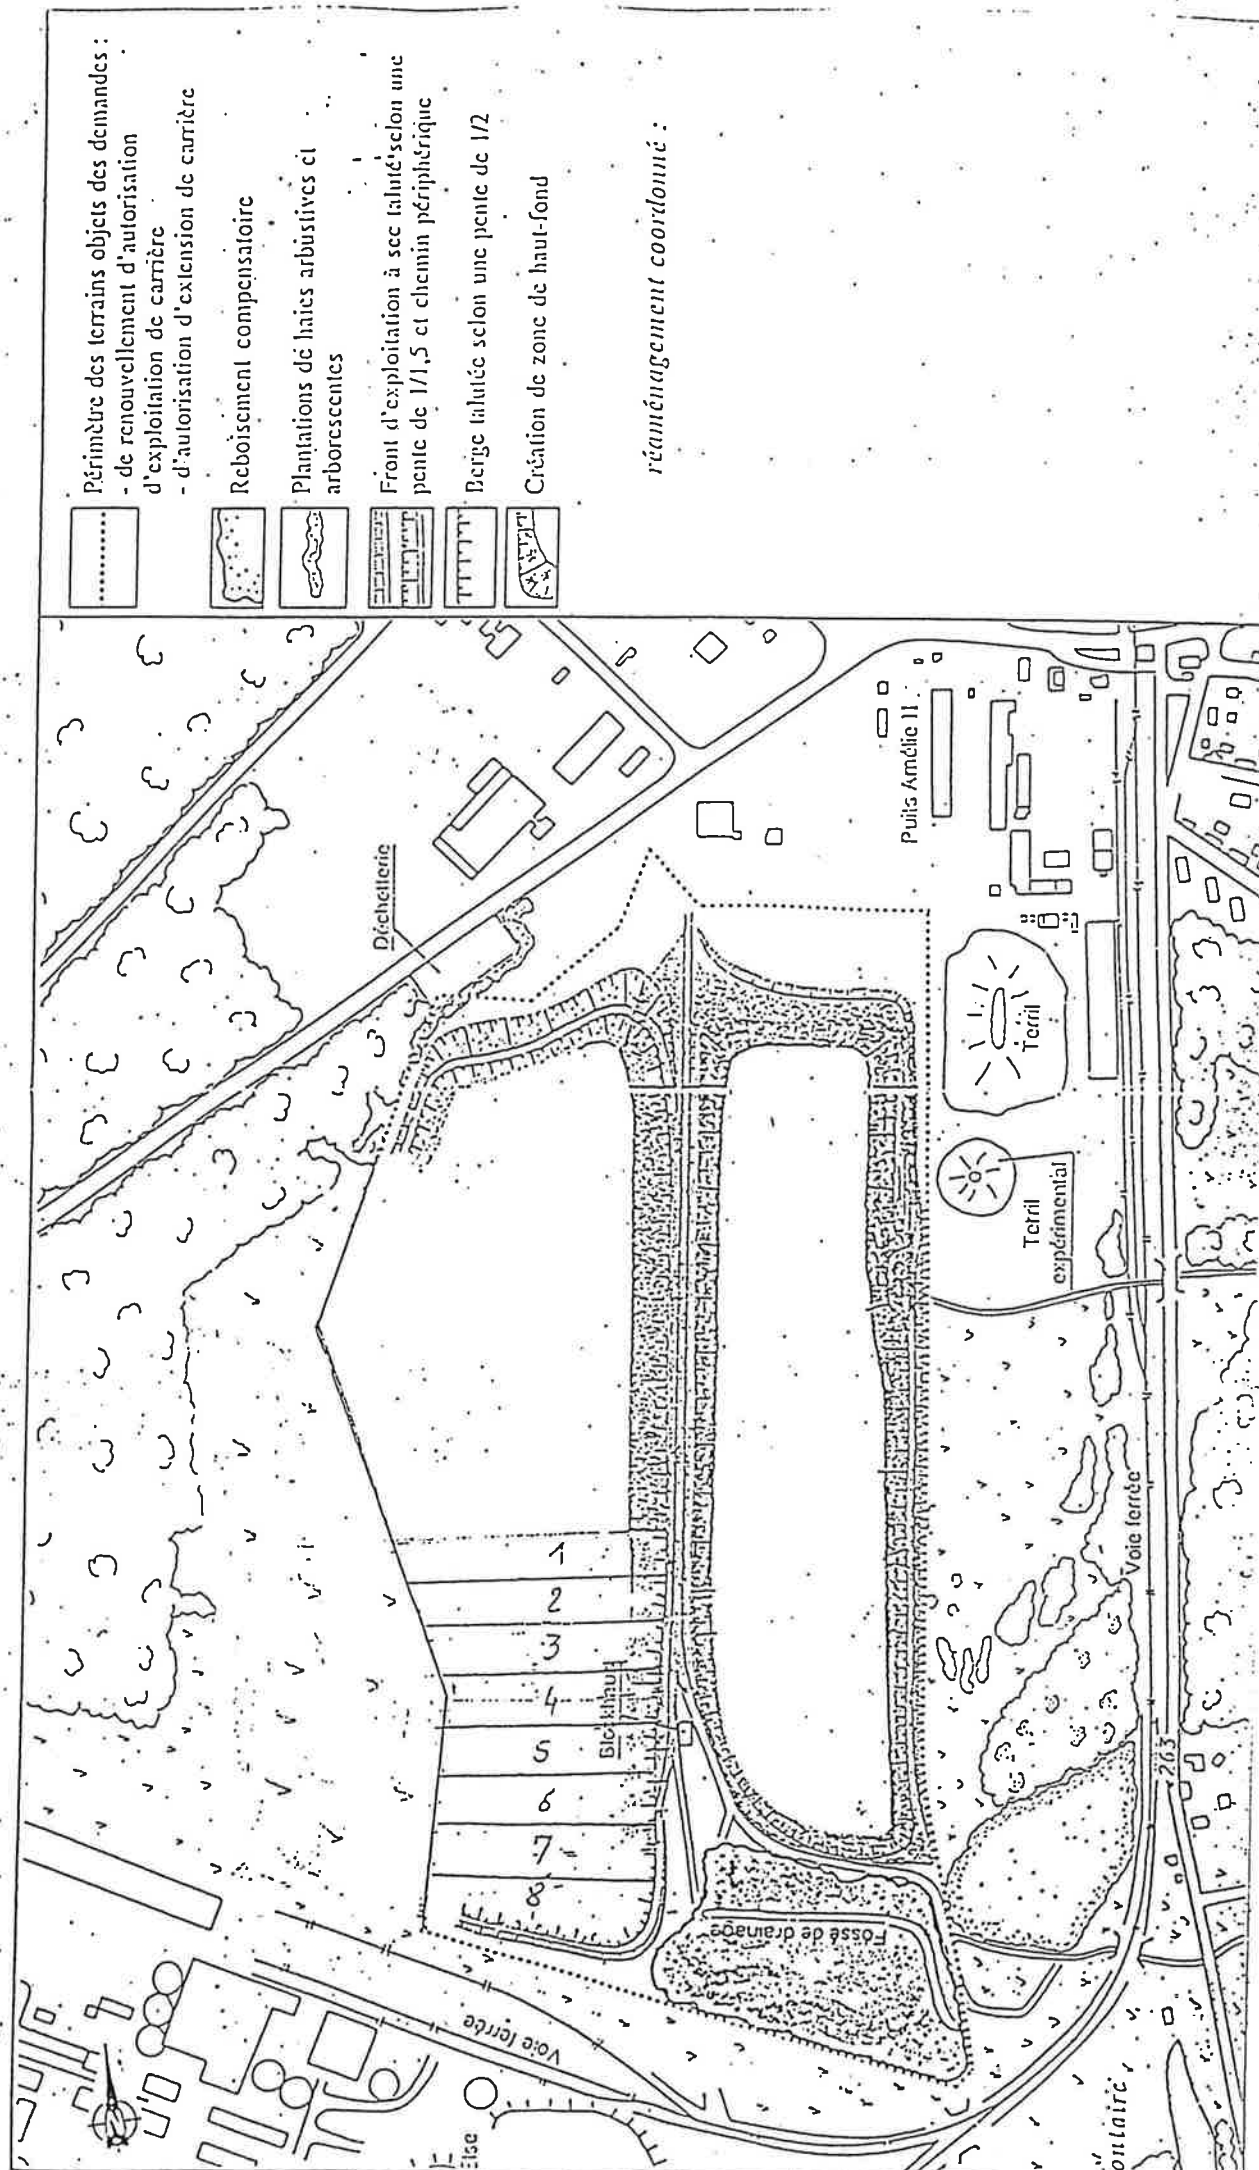 Périmètre des terrains objets des demandes :
- de renouvellement d'autorisation
d'exploitation de carrière
- d'autorisation d'extension de carrière
Reboisement compensatoire
Plantations de haies arbustives et
arborescentes
Front d'exploitation à sec taluté selon une
pente de 1/1,5 et chemin périphérique
Berge talutée selon une pente de 1/2
Création de zone de haut-fond
réaménagement coordonné :
Déchetterie
Puits Amélie II
Terril
Terril
expérimental
Voie ferrée
1
2
3
4
5
6
7
8
Blockhaus
Fossé de drainage
Voie ferrée
263
Else